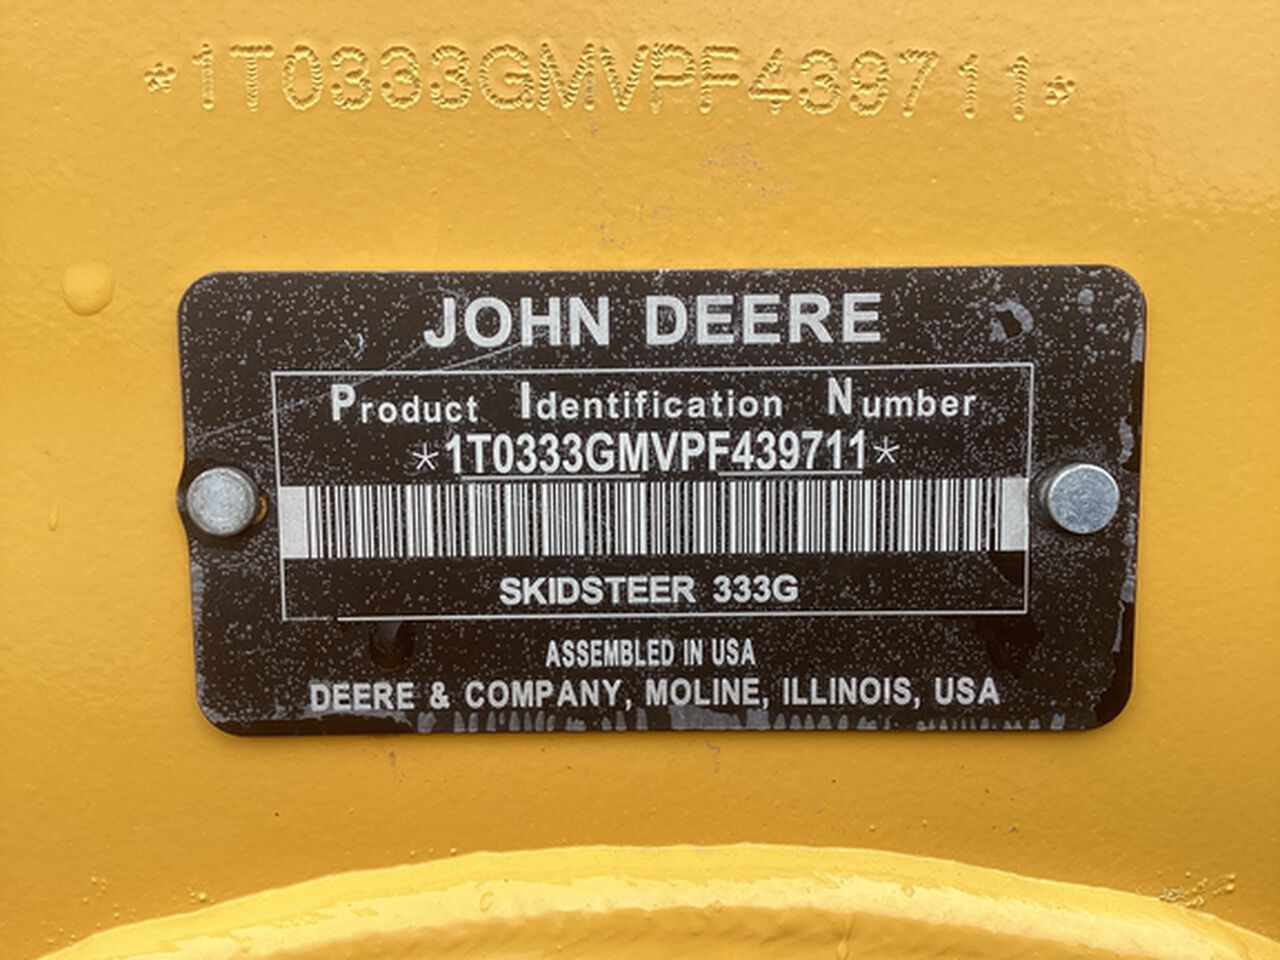 *1T0333GMVPF439711*
JOHN DEERE
Product Identification Number
*1T0333GMVPF439711*
SKIDSTEER 333G
ASSEMBLED IN USA
DEERE & COMPANY, MOLINE, ILLINOIS, USA